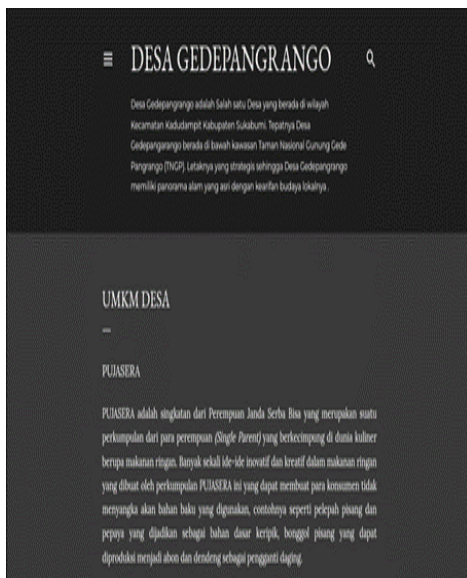 DESA GEDEPANGRANGO
Desa Gedepangrango adalah Salah satu Desa yang berada di wilayah
Kecamatan Kadudampit Kabupaten Sukabumi. Tepatnya Desa
Gedepangarango berada di bawah kawasan Taman Nasional Gunung Gede
Pangrango (TNGP). Letaknya yang strategis sehingga Desa Gedepangrango
memiliki panorama alam yang asri dengan kearifan budaya lokalnya .
UMKM DESA
PUJASERA
PUJASERA adalah singkatan dari Perempuan Janda Serba Bisa yang merupakan suatu
perkumpulan dari para perempuan (Single Parent) yang berkecimpung di dunia kuliner
berupa makanan ringan. Banyak sekali ide-ide inovatif dan kreatif dalam makanan ringan
yang dibuat oleh perkumpulan PUJASERA ini yang dapat membuat para konsumen tidak
menyangka akan bahan baku yang digunakan, contohnya seperti pelepah pisang dan
pepaya yang dijadikan sebagai bahan dasar keripik, bonggol pisang yang dapat
diproduksi menjadi abon dan dendeng sebagai pengganti daging.